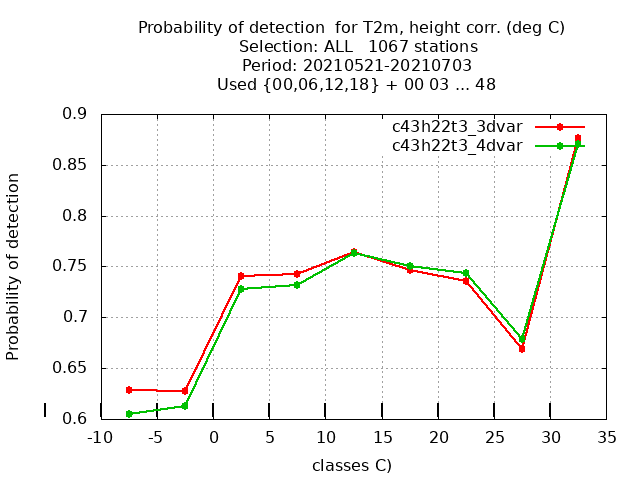 Probability of detection  for T2m, height corr. (deg C)
Selection: ALL   1067 stations
Period: 20210521-20210703
Used {00,06,12,18} + 00 03 ... 48
c43h22t3_3dvar
c43h22t3_4dvar
0.9
0.85
0.8
0.75
0.7
0.65
0.6
Probability of detection
-10 -5 0 5 10 15 20 25 30 35
classes C)